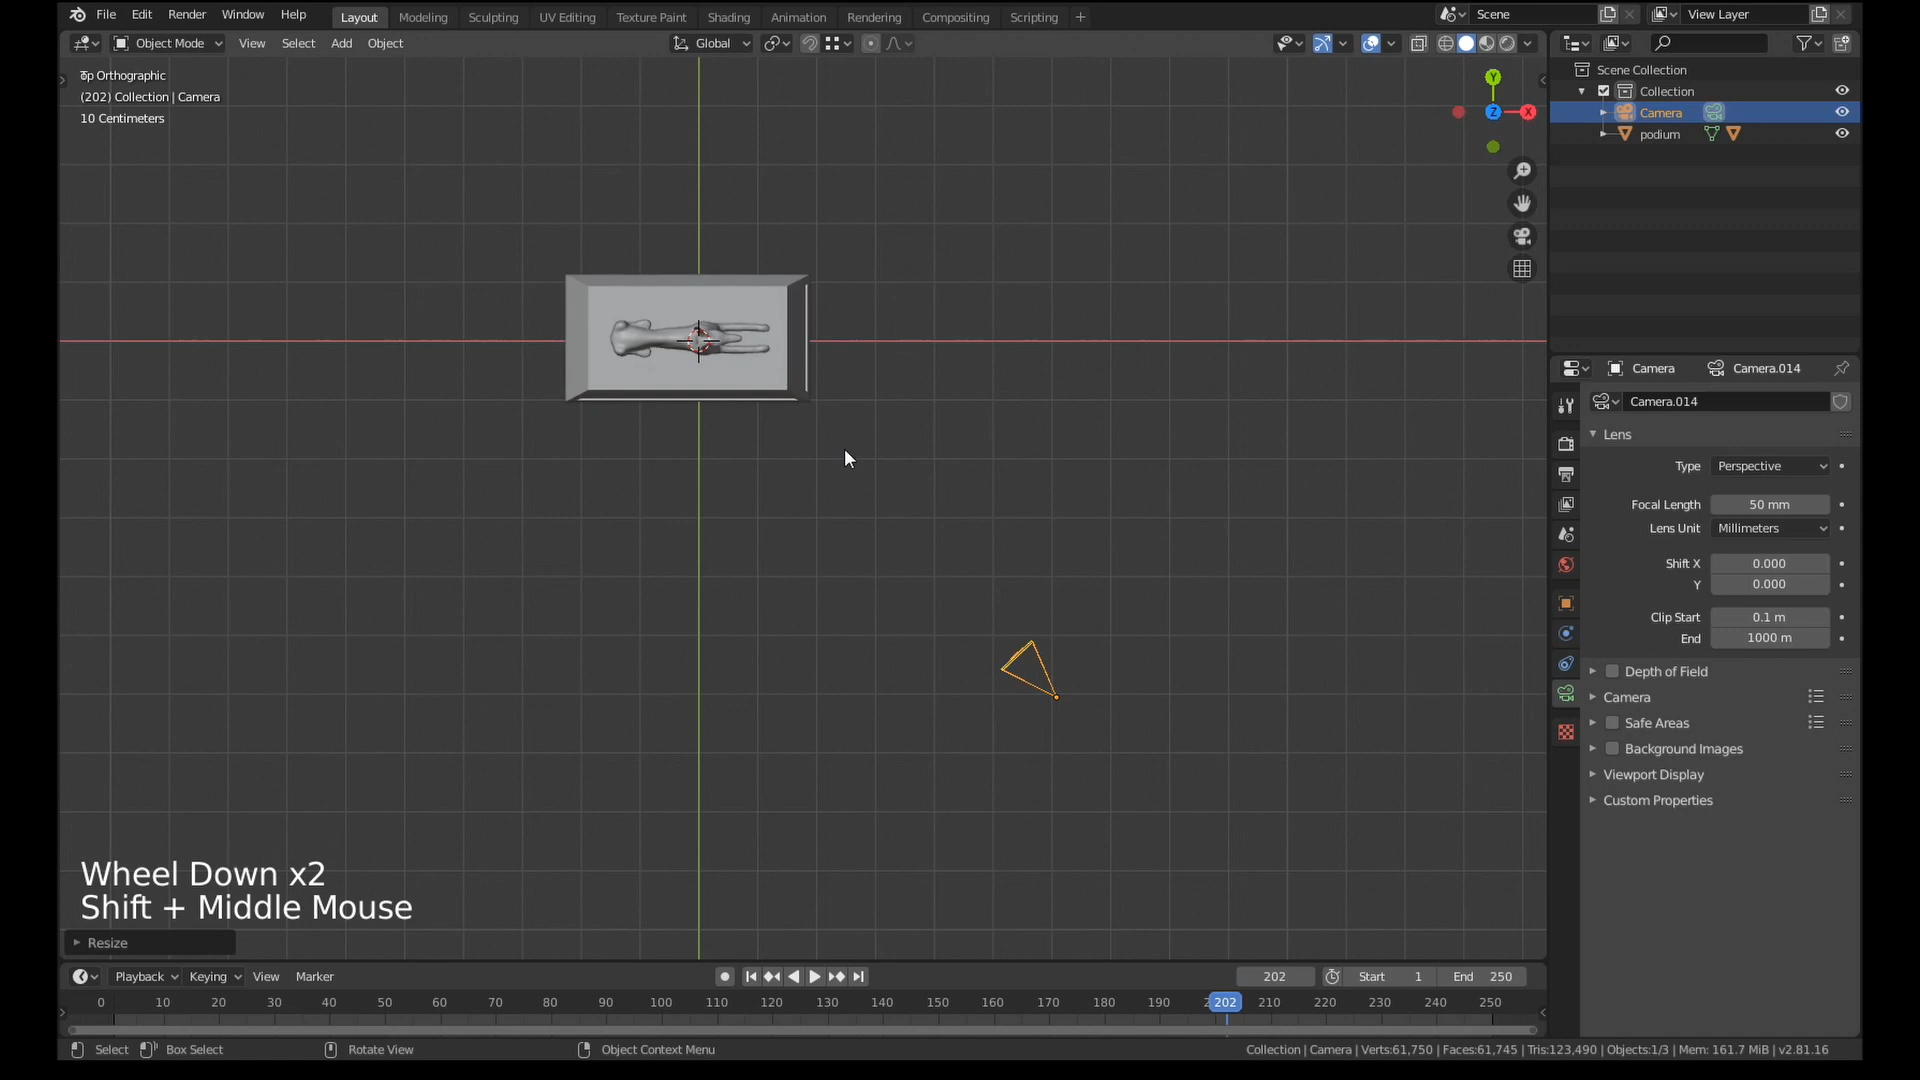 File Edit Render Window Help Layout Modeling Sculpting UV Editing Texture Paint Shading Animation Rendering Compositing Scripting + Scene View Layer
Object Mode View Select Add Object Global
Top Orthographic
(202) Collection | Camera
10 Centimeters
Y
Z
X
Scene Collection
Collection
Camera
podium
Camera Camera.014
Camera.014
Lens
Type Perspective
Focal Length 50 mm
Lens Unit Millimeters
Shift X 0.000
Y 0.000
Clip Start 0.1 m
End 1000 m
Depth of Field
Camera
Safe Areas
Background Images
Viewport Display
Custom Properties
Wheel Down x2
Shift + Middle Mouse
Resize
Playback Keying View Marker 202 Start 1 End 250
0 10 20 30 40 50 60 70 80 90 100 110 120 130 140 150 160 170 180 190 202 210 220 230 240 250
Select Box Select Rotate View Object Context Menu Collection | Camera | Verts:61,750 | Faces:61,745 | Tris:123,490 | Objects:1/3 | Mem: 161.7 MiB | v2.81.16